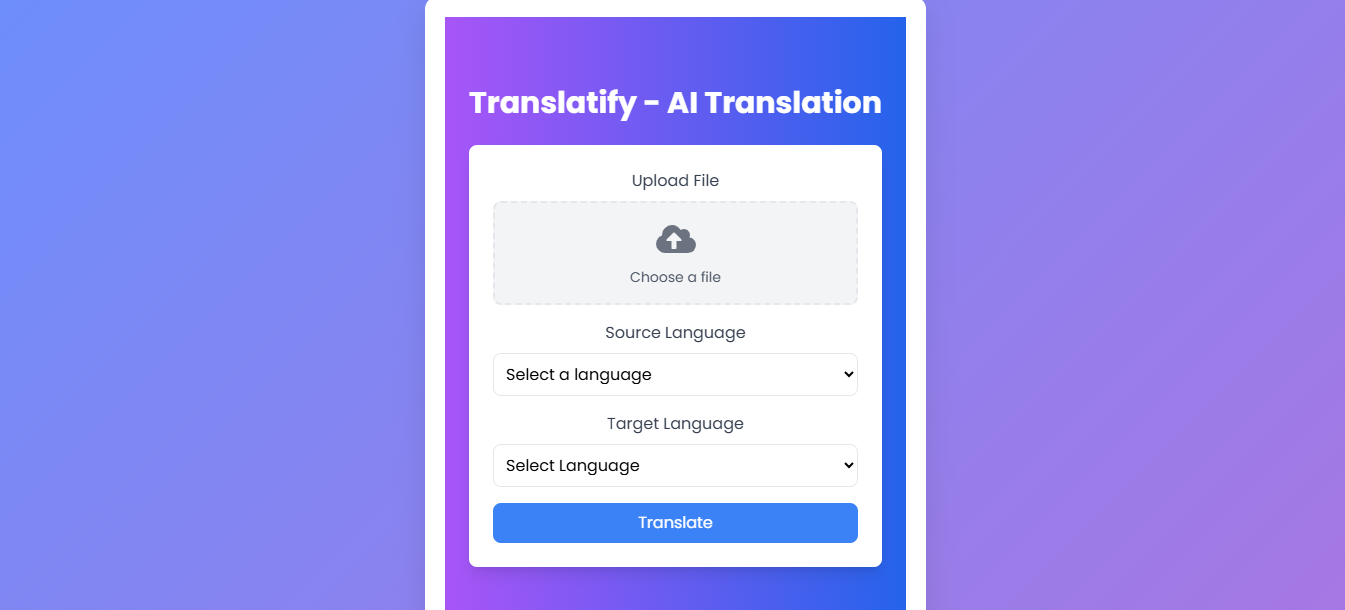 Translatify - AI Translation
Upload File
Choose a file
Source Language
Select a language
Target Language
Select Language
Translate